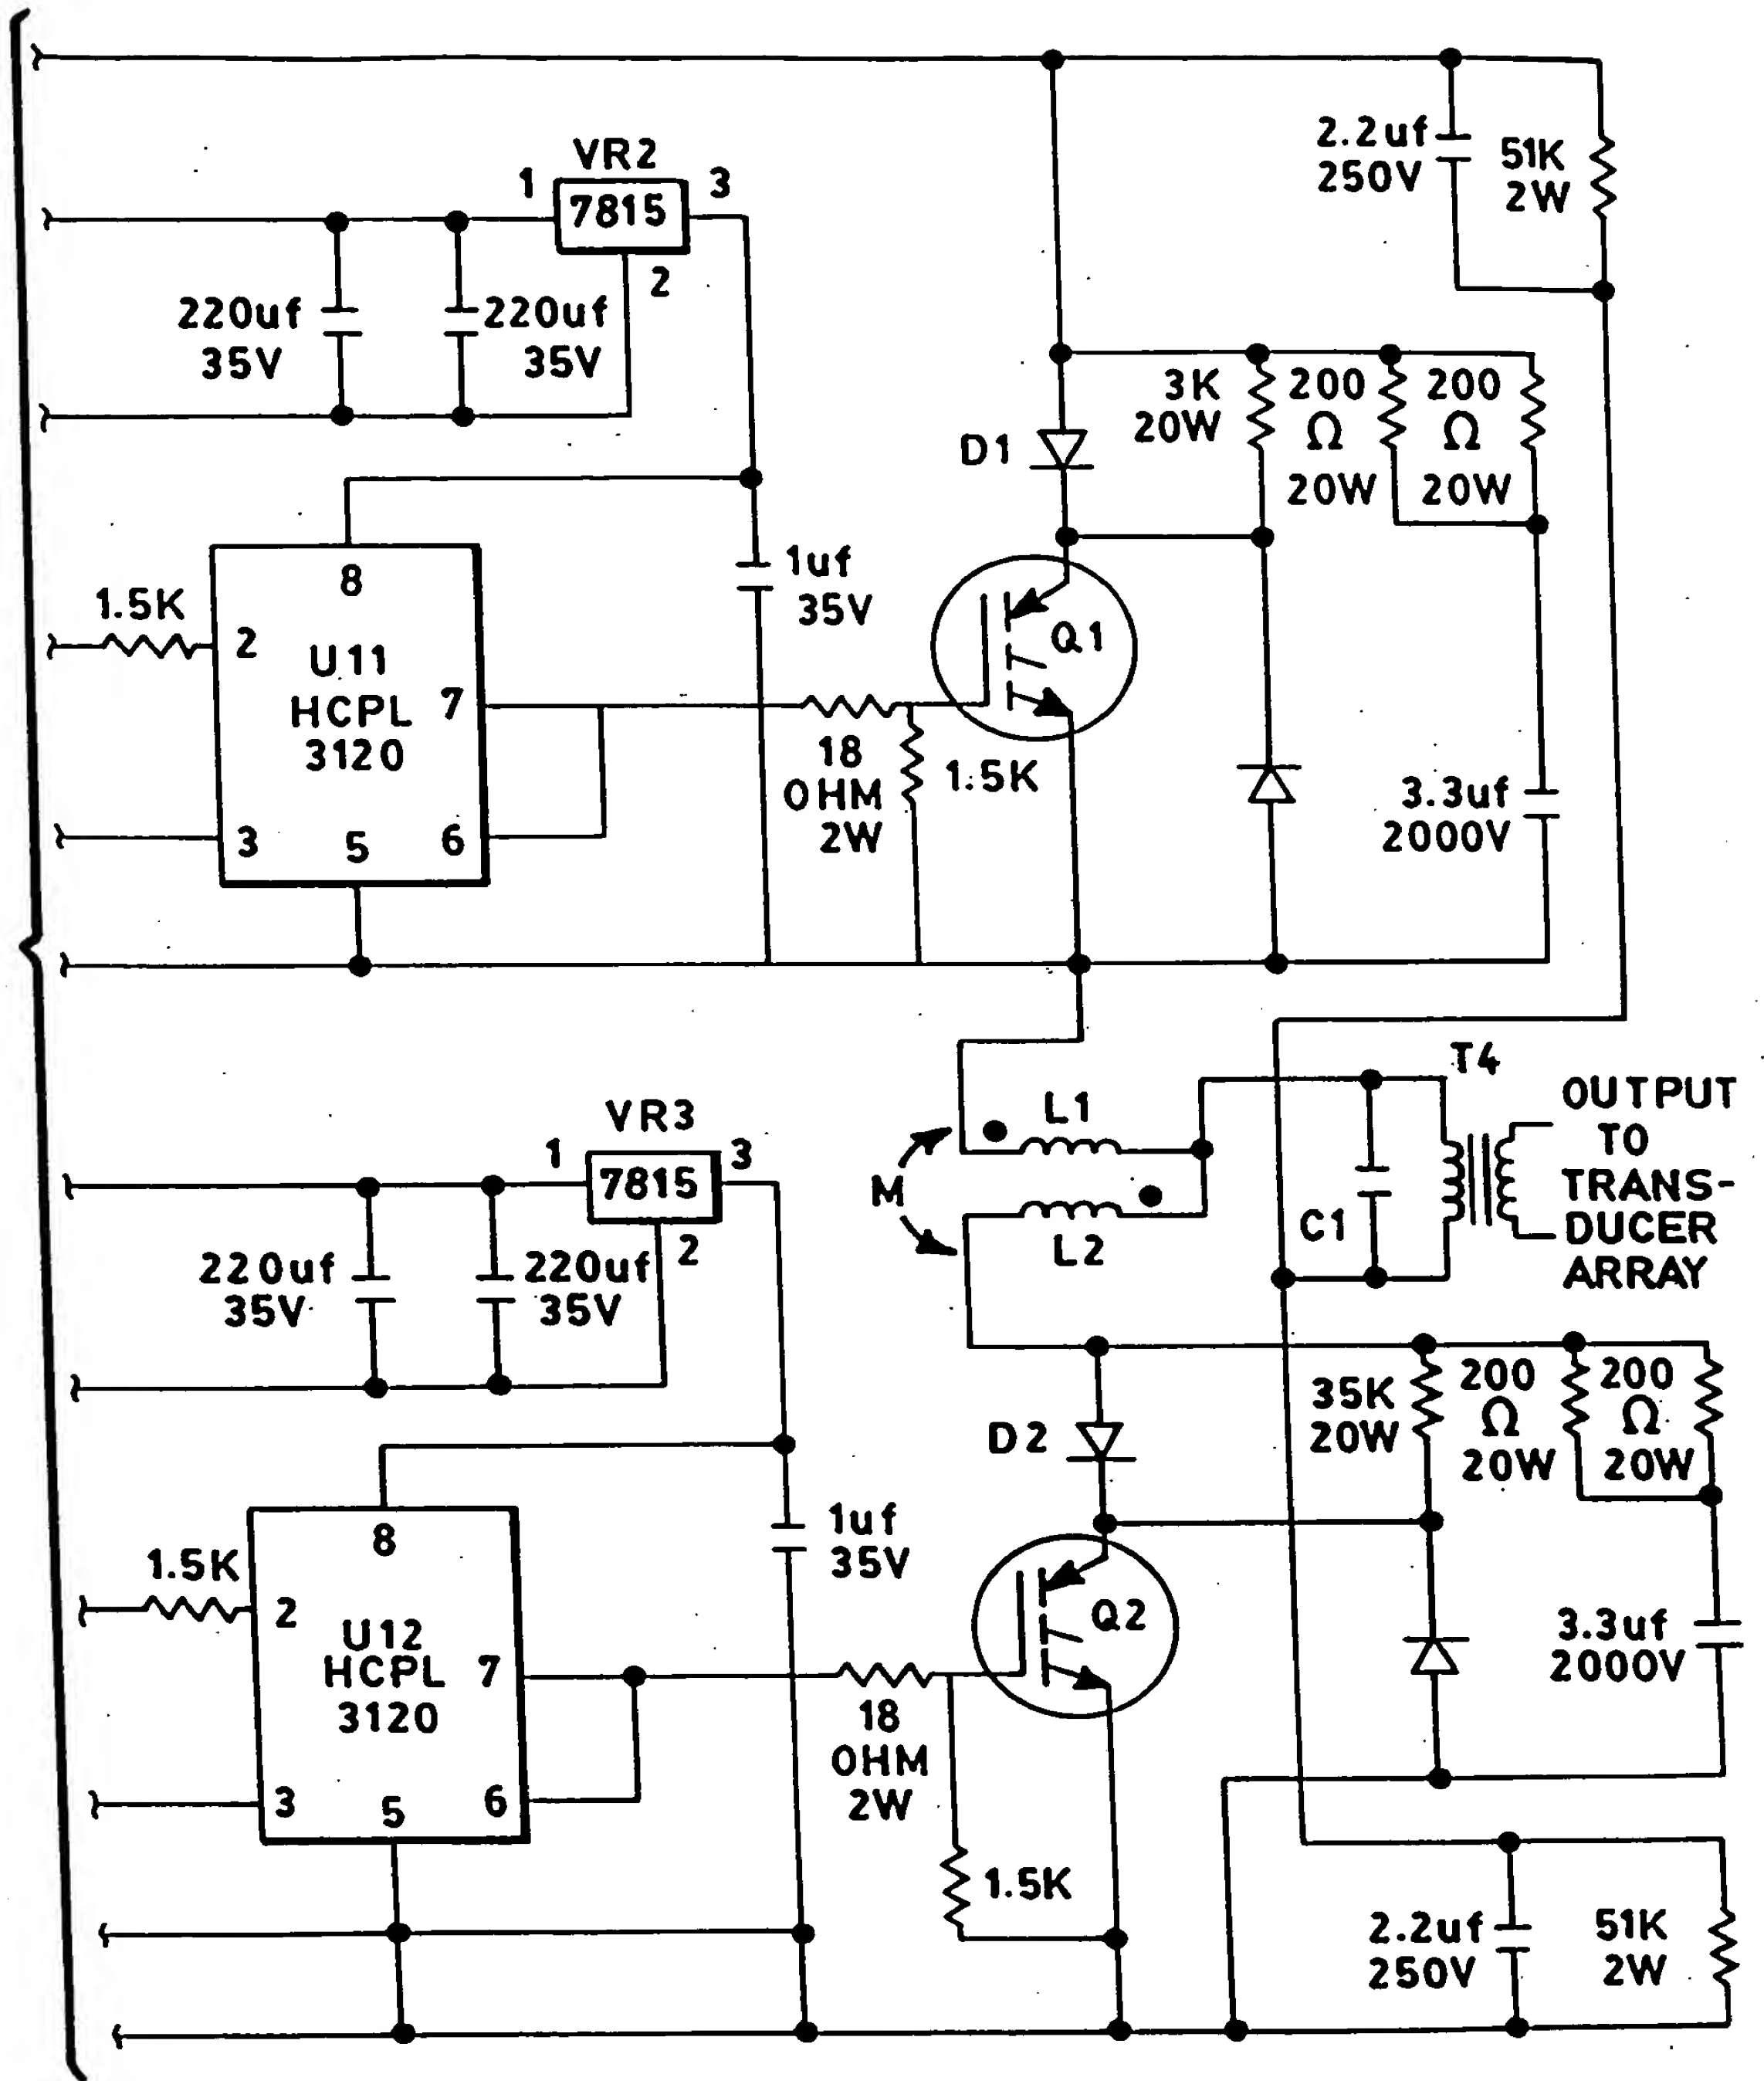 2.2uf
250V
51K
2W
VR2
1
7815
3
2
220uf
35V
220uf
35V
3K
20W
200
Ω
20W
200
Ω
20W
D1
1uf
35V
1.5K
8
2
U11
HCPL
3120
7
3
5
6
18
OHM
2W
1.5K
Q1
3.3uf
2000V
T4
OUTPUT
TO
TRANS-
DUCER
ARRAY
L1
M
L2
C1
VR3
1
7815
3
2
220uf
35V
220uf
35V
D2
35K
20W
200
Ω
20W
200
Ω
20W
1uf
35V
1.5K
8
2
U12
HCPL
3120
7
3
5
6
18
OHM
2W
Q2
1.5K
3.3uf
2000V
2.2uf
250V
51K
2W